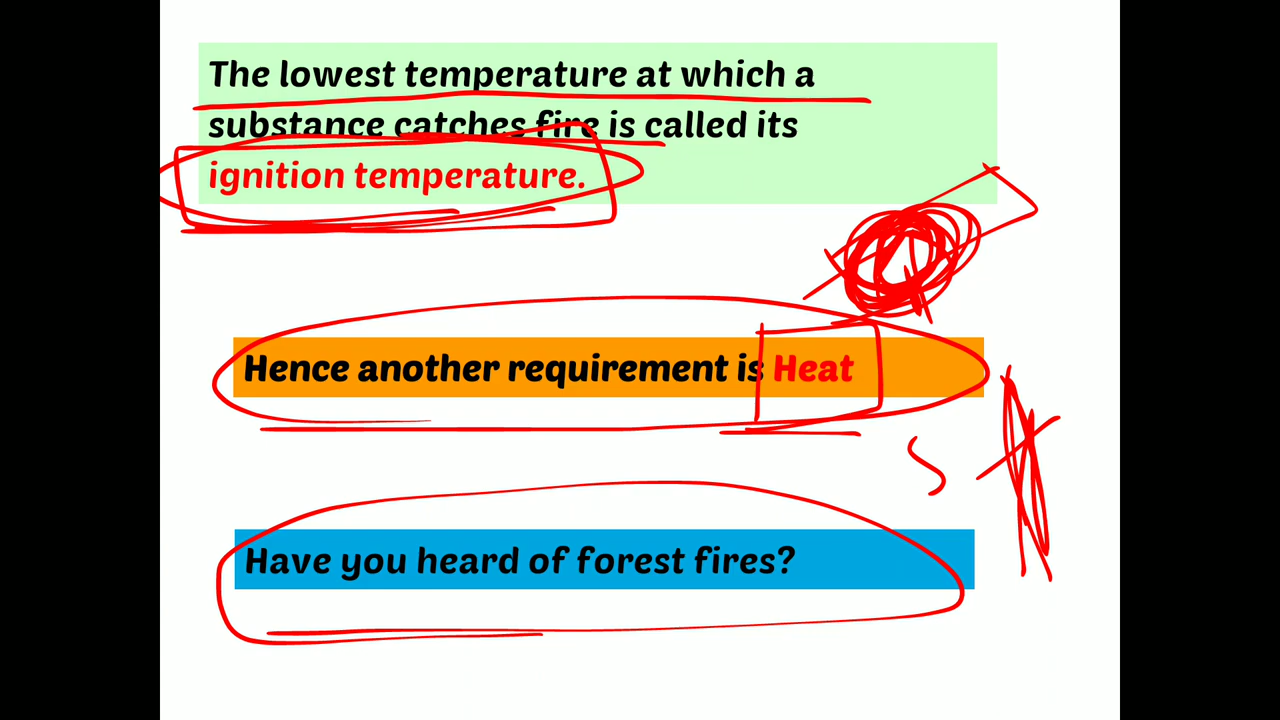 The lowest temperature at which a
substance catches fire is called its
ignition temperature.
Hence another requirement is Heat
Have you heard of forest fires?